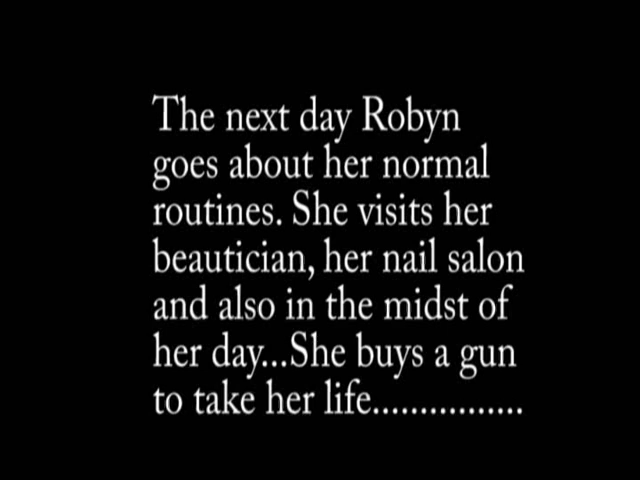 The next day Robyn
goes about her normal
routines. She visits her
beautician, her nail salon
and also in the midst of
her day...She buys a gun
to take her life................